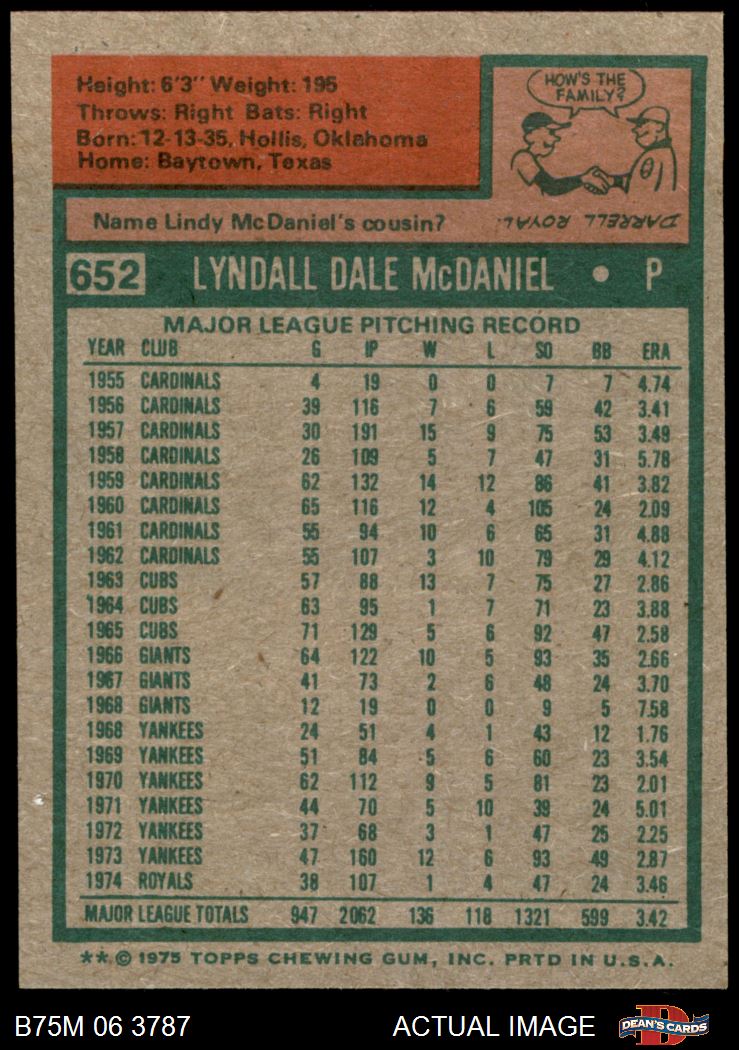 Height: 6'3" Weight: 195
Throws: Right Bats: Right
Born: 12-13-35, Hollis, Oklahoma
Home: Baytown, Texas
HOW'S THE
FAMILY?
Name Lindy McDaniel's cousin?
DARRELL ROYAL.
652 LYNDALL DALE McDANIEL • P
MAJOR LEAGUE PITCHING RECORD
YEAR CLUB G IP W L SO BB ERA
1955 CARDINALS 4 19 0 0 7 7 4.74
1956 CARDINALS 39 116 7 6 59 42 3.41
1957 CARDINALS 30 191 15 9 75 53 3.49
1958 CARDINALS 26 109 5 7 47 31 5.78
1959 CARDINALS 62 132 14 12 86 41 3.82
1960 CARDINALS 65 116 12 4 105 24 2.09
1961 CARDINALS 55 94 10 6 65 31 4.88
1962 CARDINALS 55 107 3 10 79 29 4.12
1963 CUBS 57 88 13 7 75 27 2.86
1964 CUBS 63 95 1 7 71 23 3.88
1965 CUBS 71 129 5 6 92 47 2.58
1966 GIANTS 64 122 10 5 93 35 2.66
1967 GIANTS 41 73 2 6 48 24 3.70
1968 GIANTS 12 19 0 0 9 5 7.58
1968 YANKEES 24 51 4 1 43 12 1.76
1969 YANKEES 51 84 5 6 60 23 3.54
1970 YANKEES 62 112 9 5 81 23 2.01
1971 YANKEES 44 70 5 10 39 24 5.01
1972 YANKEES 37 68 3 1 47 25 2.25
1973 YANKEES 47 160 12 6 93 49 2.87
1974 ROYALS 38 107 1 4 47 24 3.46
MAJOR LEAGUE TOTALS 947 2062 136 118 1321 599 3.42
** © 1975 TOPPS CHEWING GUM, INC. PRTD IN U.S.A.
B75M 06 3787 ACTUAL IMAGE DEAN'S CARDS